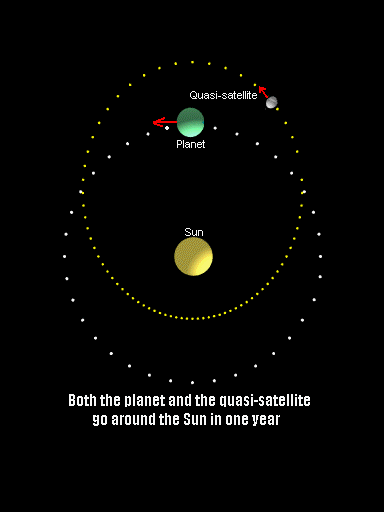 Quasi-satellite
Planet
Sun
Both the planet and the quasi-satellite
go around the Sun in one year